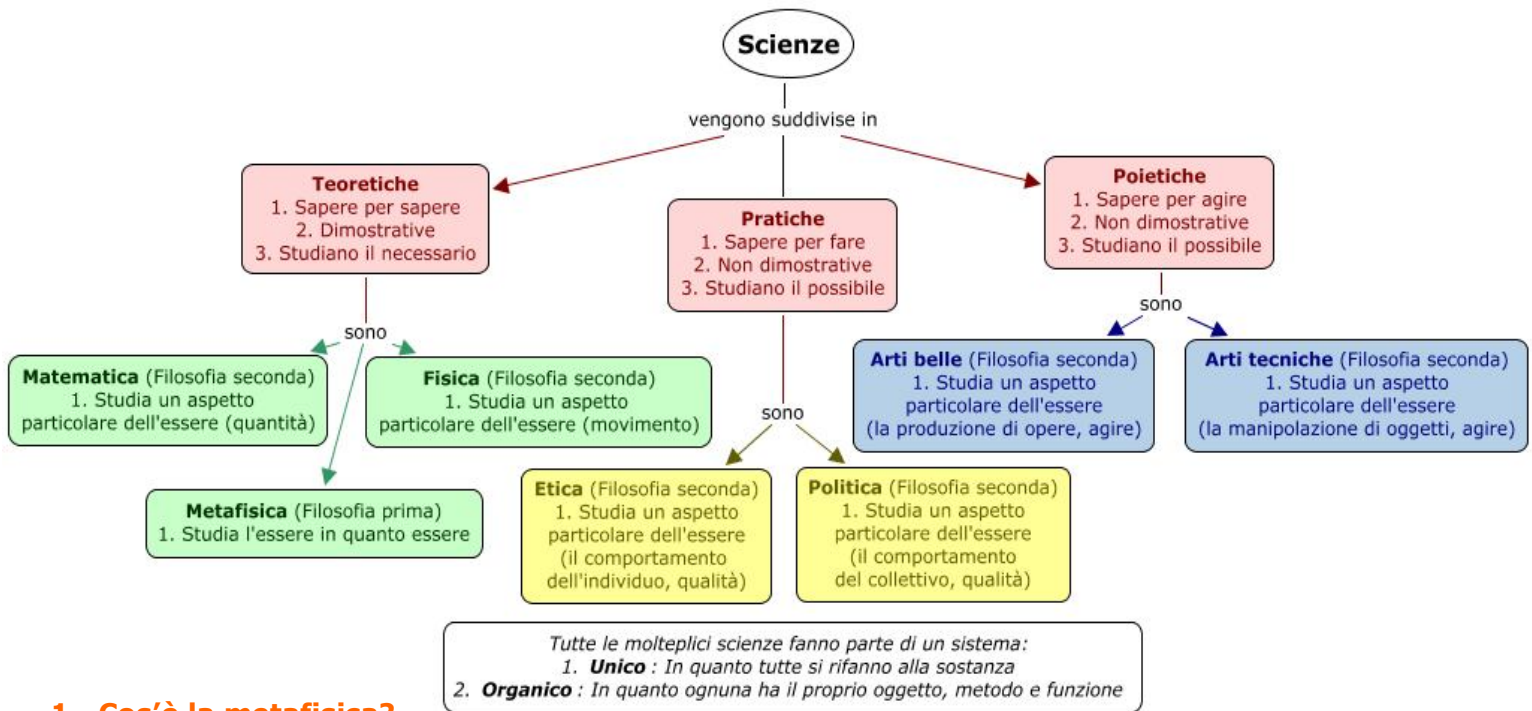 Scienze
vengono suddivise in
Teoretiche
1. Sapere per sapere
2. Dimostrative
3. Studiano il necessario
Pratiche
1. Sapere per fare
2. Non dimostrative
3. Studiano il possibile
Poietiche
1. Sapere per agire
2. Non dimostrative
3. Studiano il possibile
sono
Matematica (Filosofia seconda)
1. Studia un aspetto
particolare dell'essere (quantità)
Fisica (Filosofia seconda)
1. Studia un aspetto
particolare dell'essere (movimento)
Metafisica (Filosofia prima)
1. Studia l'essere in quanto essere
sono
Etica (Filosofia seconda)
1. Studia un aspetto
particolare dell'essere
(il comportamento
dell'individuo, qualità)
Politica (Filosofia seconda)
1. Studia un aspetto
particolare dell'essere
(il comportamento
del collettivo, qualità)
sono
Arti belle (Filosofia seconda)
1. Studia un aspetto
particolare dell'essere
(la produzione di opere, agire)
Arti tecniche (Filosofia seconda)
1. Studia un aspetto
particolare dell'essere
(la manipolazione di oggetti, agire)
Tutte le molteplici scienze fanno parte di un sistema:
1. Unico : In quanto tutte si rifanno alla sostanza
2. Organico : In quanto ognuna ha il proprio oggetto, metodo e funzione
1. Cos'è la metafisica?